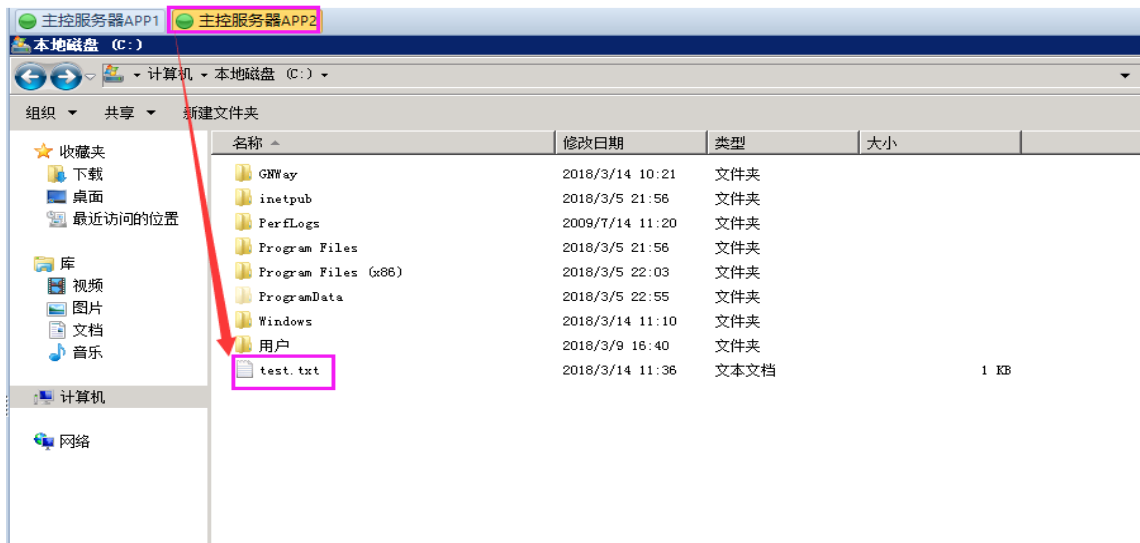 主控服务器APP1 主控服务器APP2
本地磁盘 (C:)
计算机 本地磁盘 (C:)
组织 共享 新建文件夹
名称 修改日期 类型 大小
收藏夹
下载
桌面
最近访问的位置
库
视频
图片
文档
音乐
计算机
网络
GNWay 2018/3/14 10:21 文件夹
inetpub 2018/3/5 21:56 文件夹
PerfLogs 2009/7/14 11:20 文件夹
Program Files 2018/3/5 21:56 文件夹
Program Files (x86) 2018/3/5 22:03 文件夹
ProgramData 2018/3/5 22:55 文件夹
Windows 2018/3/14 11:10 文件夹
用户 2018/3/9 16:40 文件夹
test.txt 2018/3/14 11:36 文本文档 1 KB